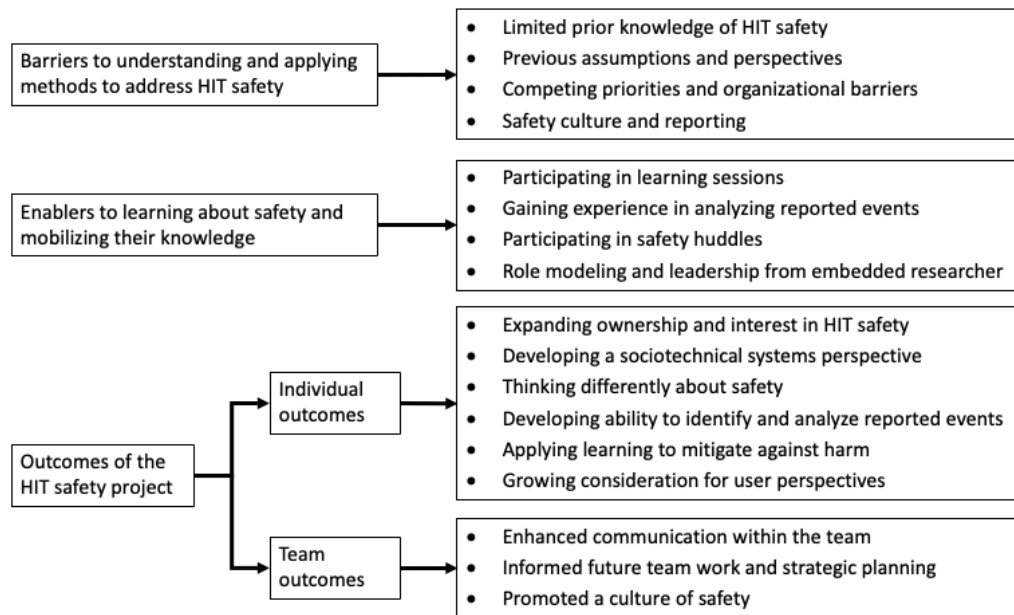 Barriers to understanding and applying
methods to address HIT safety
• Limited prior knowledge of HIT safety
• Previous assumptions and perspectives
• Competing priorities and organizational barriers
• Safety culture and reporting
Enablers to learning about safety and
mobilizing their knowledge
• Participating in learning sessions
• Gaining experience in analyzing reported events
• Participating in safety huddles
• Role modeling and leadership from embedded researcher
Outcomes of the
HIT safety project
Individual
outcomes
• Expanding ownership and interest in HIT safety
• Developing a sociotechnical systems perspective
• Thinking differently about safety
• Developing ability to identify and analyze reported events
• Applying learning to mitigate against harm
• Growing consideration for user perspectives
Team
outcomes
• Enhanced communication within the team
• Informed future team work and strategic planning
• Promoted a culture of safety